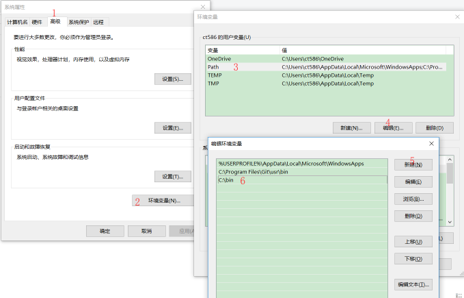 系统属性
1
计算机名 硬件 高级 系统保护 远程
要进行大多数更改，你必须作为管理员登录。
性能
视觉效果，处理器计划，内存使用，以及虚拟内存
设置(S)...
用户配置文件
与登录帐户相关的桌面设置
设置(E)...
启动和故障恢复
系统启动、系统故障和调试信息
设置(T)...
2 环境变量(N)...
确定 取消
环境变量
ct586 的用户变量(U)
变量 值
OneDrive C:\Users\ct586\OneDrive
Path 3 C:\Users\ct586\AppData\Local\Microsoft\WindowsApps;C:\Pro...
TEMP C:\Users\ct586\AppData\Local\Temp
TMP C:\Users\ct586\AppData\Local\Temp
4
新建(N)... 编辑(E)... 删除(D)
编辑环境变量
%USERPROFILE%\AppData\Local\Microsoft\WindowsApps
C:\Program Files\Git\usr\bin
C:\bin 6
5
新建(N)
编辑(E)
浏览(B)...
删除(D)
上移(U)
下移(O)
编辑文本(T)...